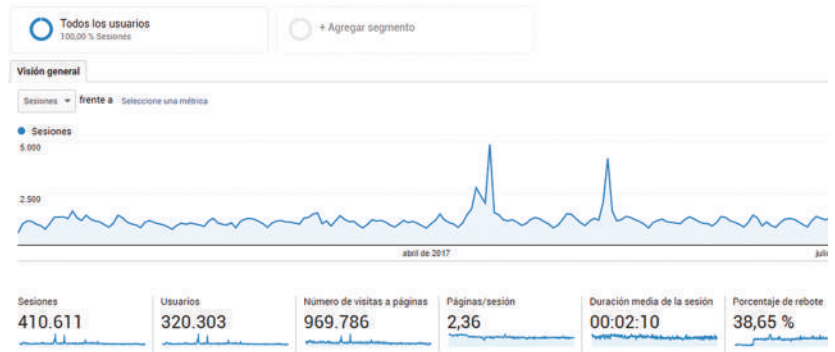 Todos los usuarios
100,00 % Sesiones
+ Agregar segmento
Visión general
Sesiones frente a Seleccione una métrica
Sesiones
5.000
2.500
abril de 2017
Sesiones
410.611
Usuarios
320.303
Número de visitas a páginas
969.786
Páginas/sesión
2,36
Duración media de la sesión
00:02:10
Porcentaje de rebote
38,65 %